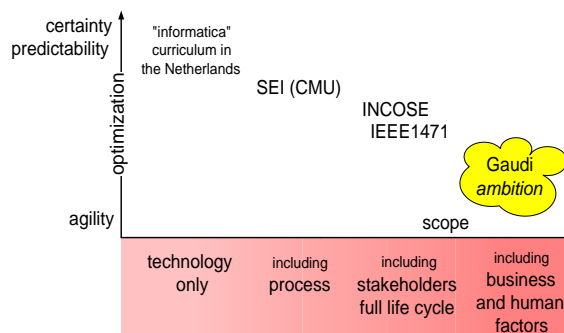 certainty
predictability
optimization
agility
"informatica"
curriculum in
the Netherlands
SEI (CMU)
INCOSE
IEEE1471
Gaudi
ambition
scope
technology
only
including
process
including
stakeholders
full life cycle
including
business
and human
factors